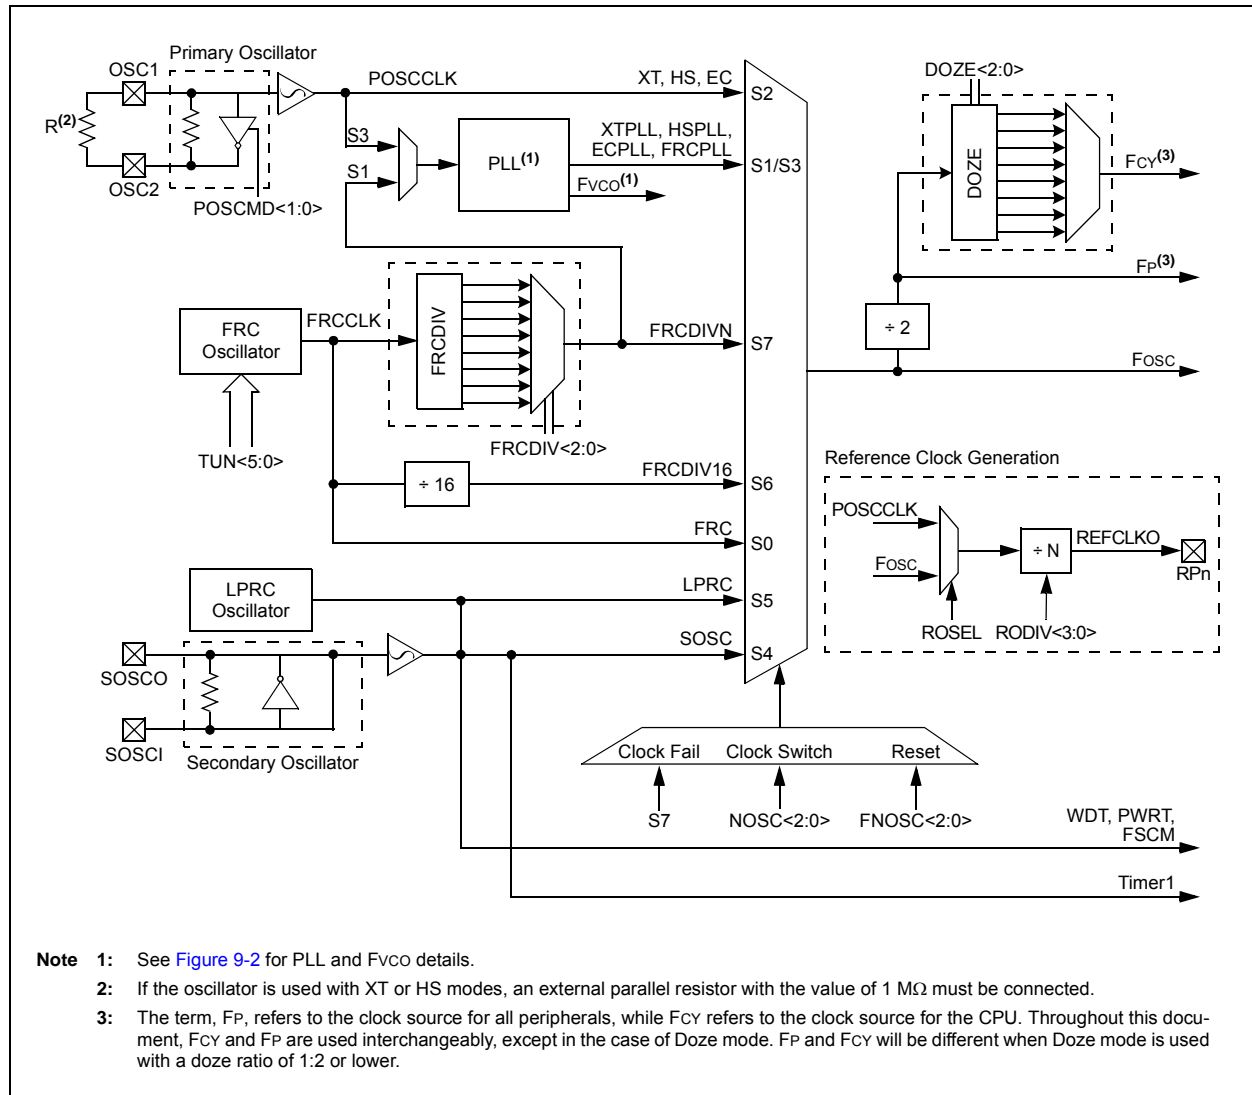 Primary Oscillator
OSC1
R(2)
OSC2
POSCMD<1:0>
POSCCLK
S3
S1
PLL(1)
XT, HS, EC
XTPLL, HSPLL,
ECPLL, FRCPLL
FVCO(1)
S2
S1/S3
DOZE<2:0>
DOZE
FCY(3)
FP(3)
÷ 2
FOSC
FRC
Oscillator
TUN<5:0>
FRCCLK
FRCDIV
FRCDIV<2:0>
FRCDIVN
S7
÷ 16
FRCDIV16
S6
FRC
S0
LPRC
Oscillator
LPRC
S5
SOSCO
SOSCI
Secondary Oscillator
SOSC
S4
Reference Clock Generation
POSCCLK
FOSC
÷ N
REFCLKO
RPn
ROSEL
RODIV<3:0>
Clock Fail
Clock Switch
Reset
S7
NOSC<2:0>
FNOSC<2:0>
WDT, PWRT,
FSCM
Timer1
Note 1: See Figure 9-2 for PLL and FVCO details.
2: If the oscillator is used with XT or HS modes, an external parallel resistor with the value of 1 MΩ must be connected.
3: The term, FP, refers to the clock source for all peripherals, while FCY refers to the clock source for the CPU. Throughout this docu-
ment, FCY and FP are used interchangeably, except in the case of Doze mode. FP and FCY will be different when Doze mode is used
with a doze ratio of 1:2 or lower.